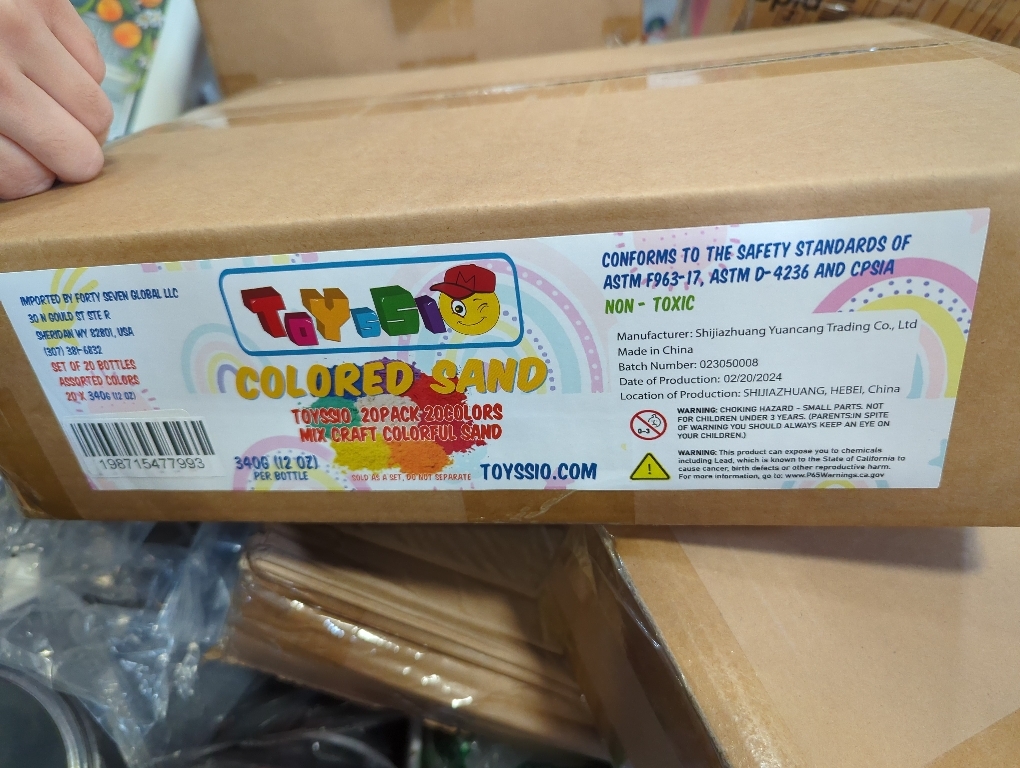 IMPORTED BY FORTY SEVEN GLOBAL LLC
30 N GOULD ST STE R
SHERIDAN WY 82801, USA
(307) 381-6832
SET OF 20 BOTTLES
ASSORTED COLORS
20 X 340G (12 OZ)
198715477993
TOYSSIO
COLORED SAND
TOYSSIO 20PACK 20COLORS
MIX CRAFT COLORFUL SAND
340G (12 OZ)
PER BOTTLE
SOLD AS A SET, DO NOT SEPARATE
TOYSSIO.COM
CONFORMS TO THE SAFETY STANDARDS OF
ASTM F963-17, ASTM D-4236 AND CPSIA
NON - TOXIC
Manufacturer: Shijiazhuang Yuancang Trading Co., Ltd
Made in China
Batch Number: 023050008
Date of Production: 02/20/2024
Location of Production: SHIJIAZHUANG, HEBEI, China
0-3
WARNING: CHOKING HAZARD - SMALL PARTS. NOT
FOR CHILDREN UNDER 3 YEARS. (PARENTS:IN SPITE
OF WARNING YOU SHOULD ALWAYS KEEP AN EYE ON
YOUR CHILDREN.)
WARNING: This product can expose you to chemicals
including Lead, which is known to the State of California to
cause cancer, birth defects or other reproductive harm.
For more information, go to: www.P65Warnings.ca.gov